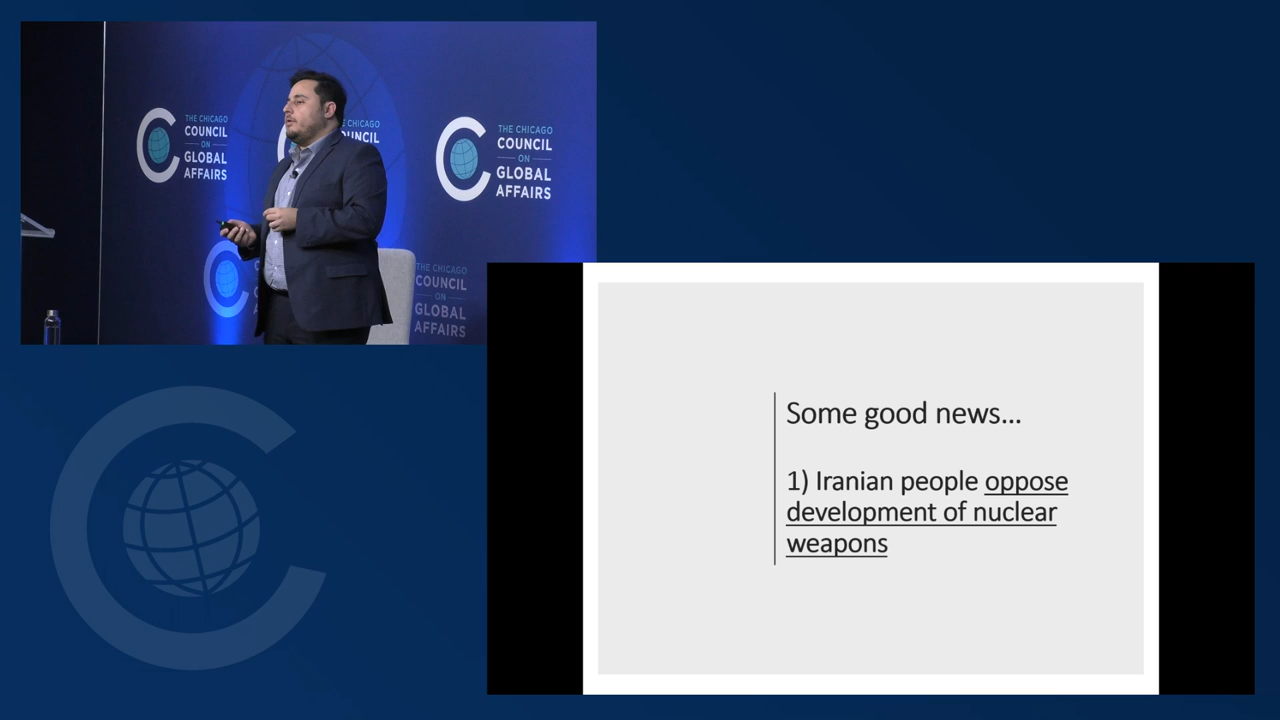 THE CHICAGO
COUNCIL
ON
GLOBAL
AFFAIRS
THE CHICAGO
COUNCIL
ON
GLOBAL
AFFAIRS
THE CHICAGO
COUNCIL
ON
GLOBAL
AFFAIRS
Some good news...
1) Iranian people oppose
development of nuclear
weapons